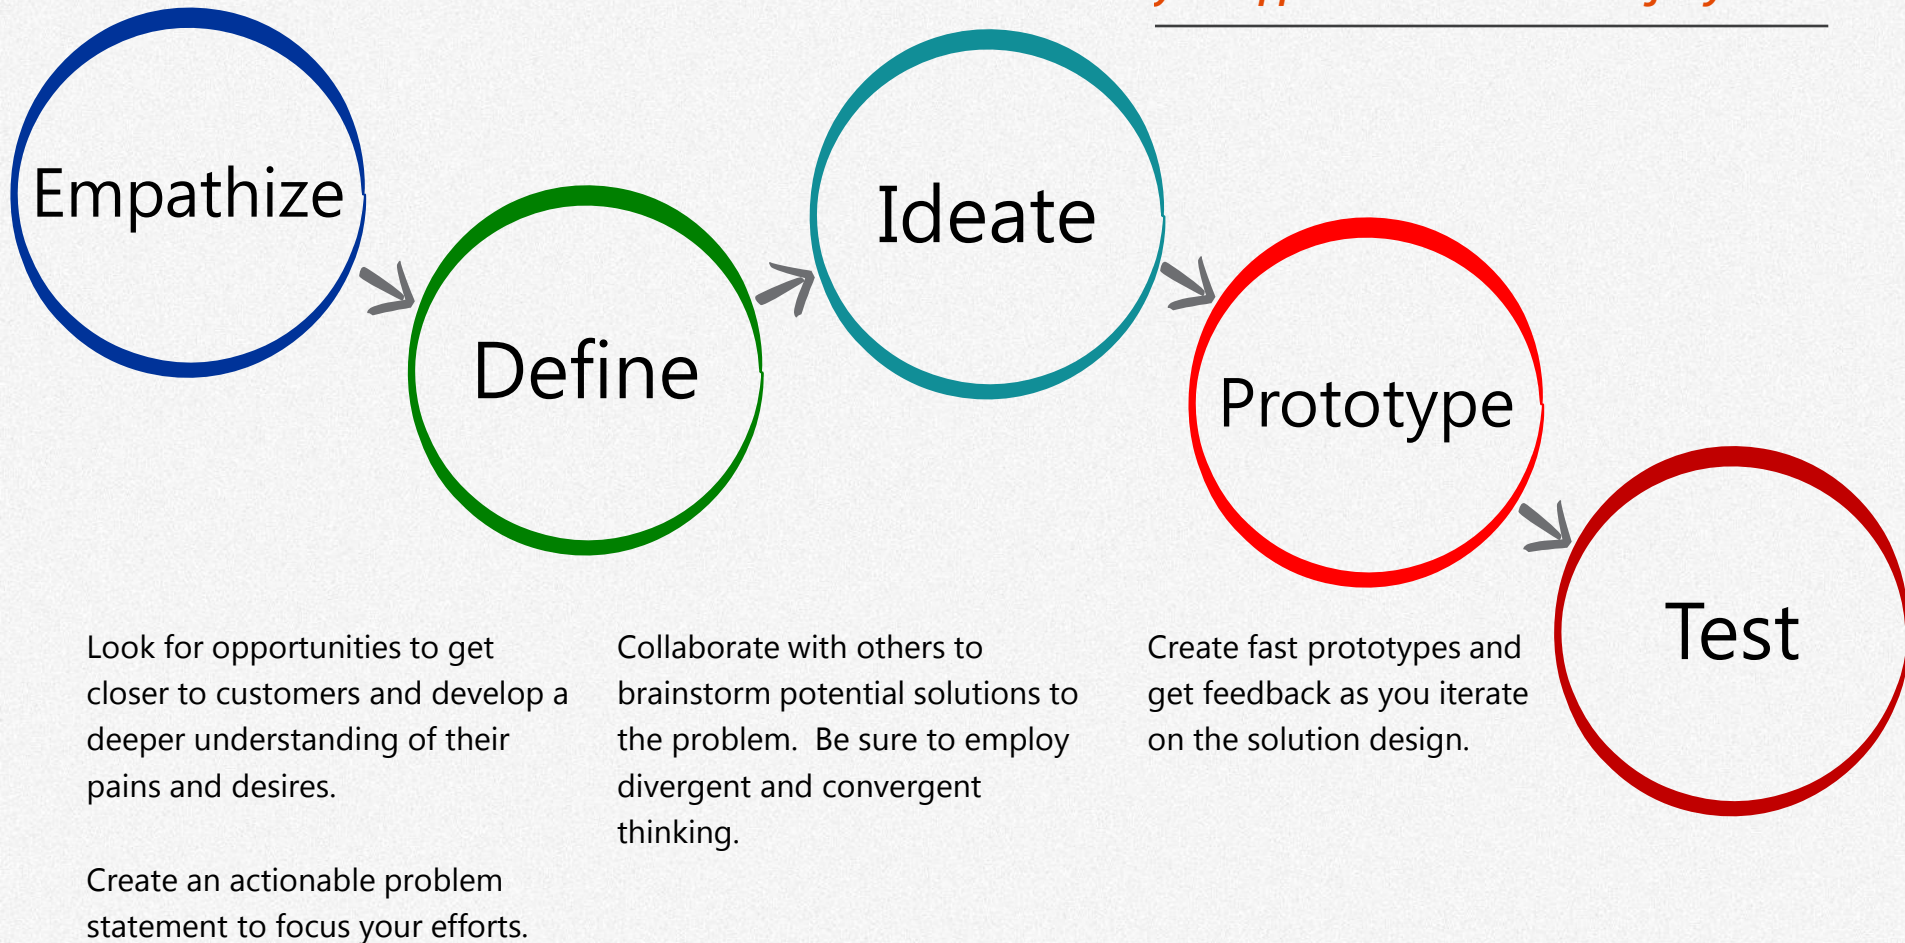 Empathize
Define
Ideate
Prototype
Test
Look for opportunities to get
closer to customers and develop a
deeper understanding of their
pains and desires.
Create an actionable problem
statement to focus your efforts.
Collaborate with others to
brainstorm potential solutions to
the problem.  Be sure to employ
divergent and convergent
thinking.
Create fast prototypes and
get feedback as you iterate
on the solution design.